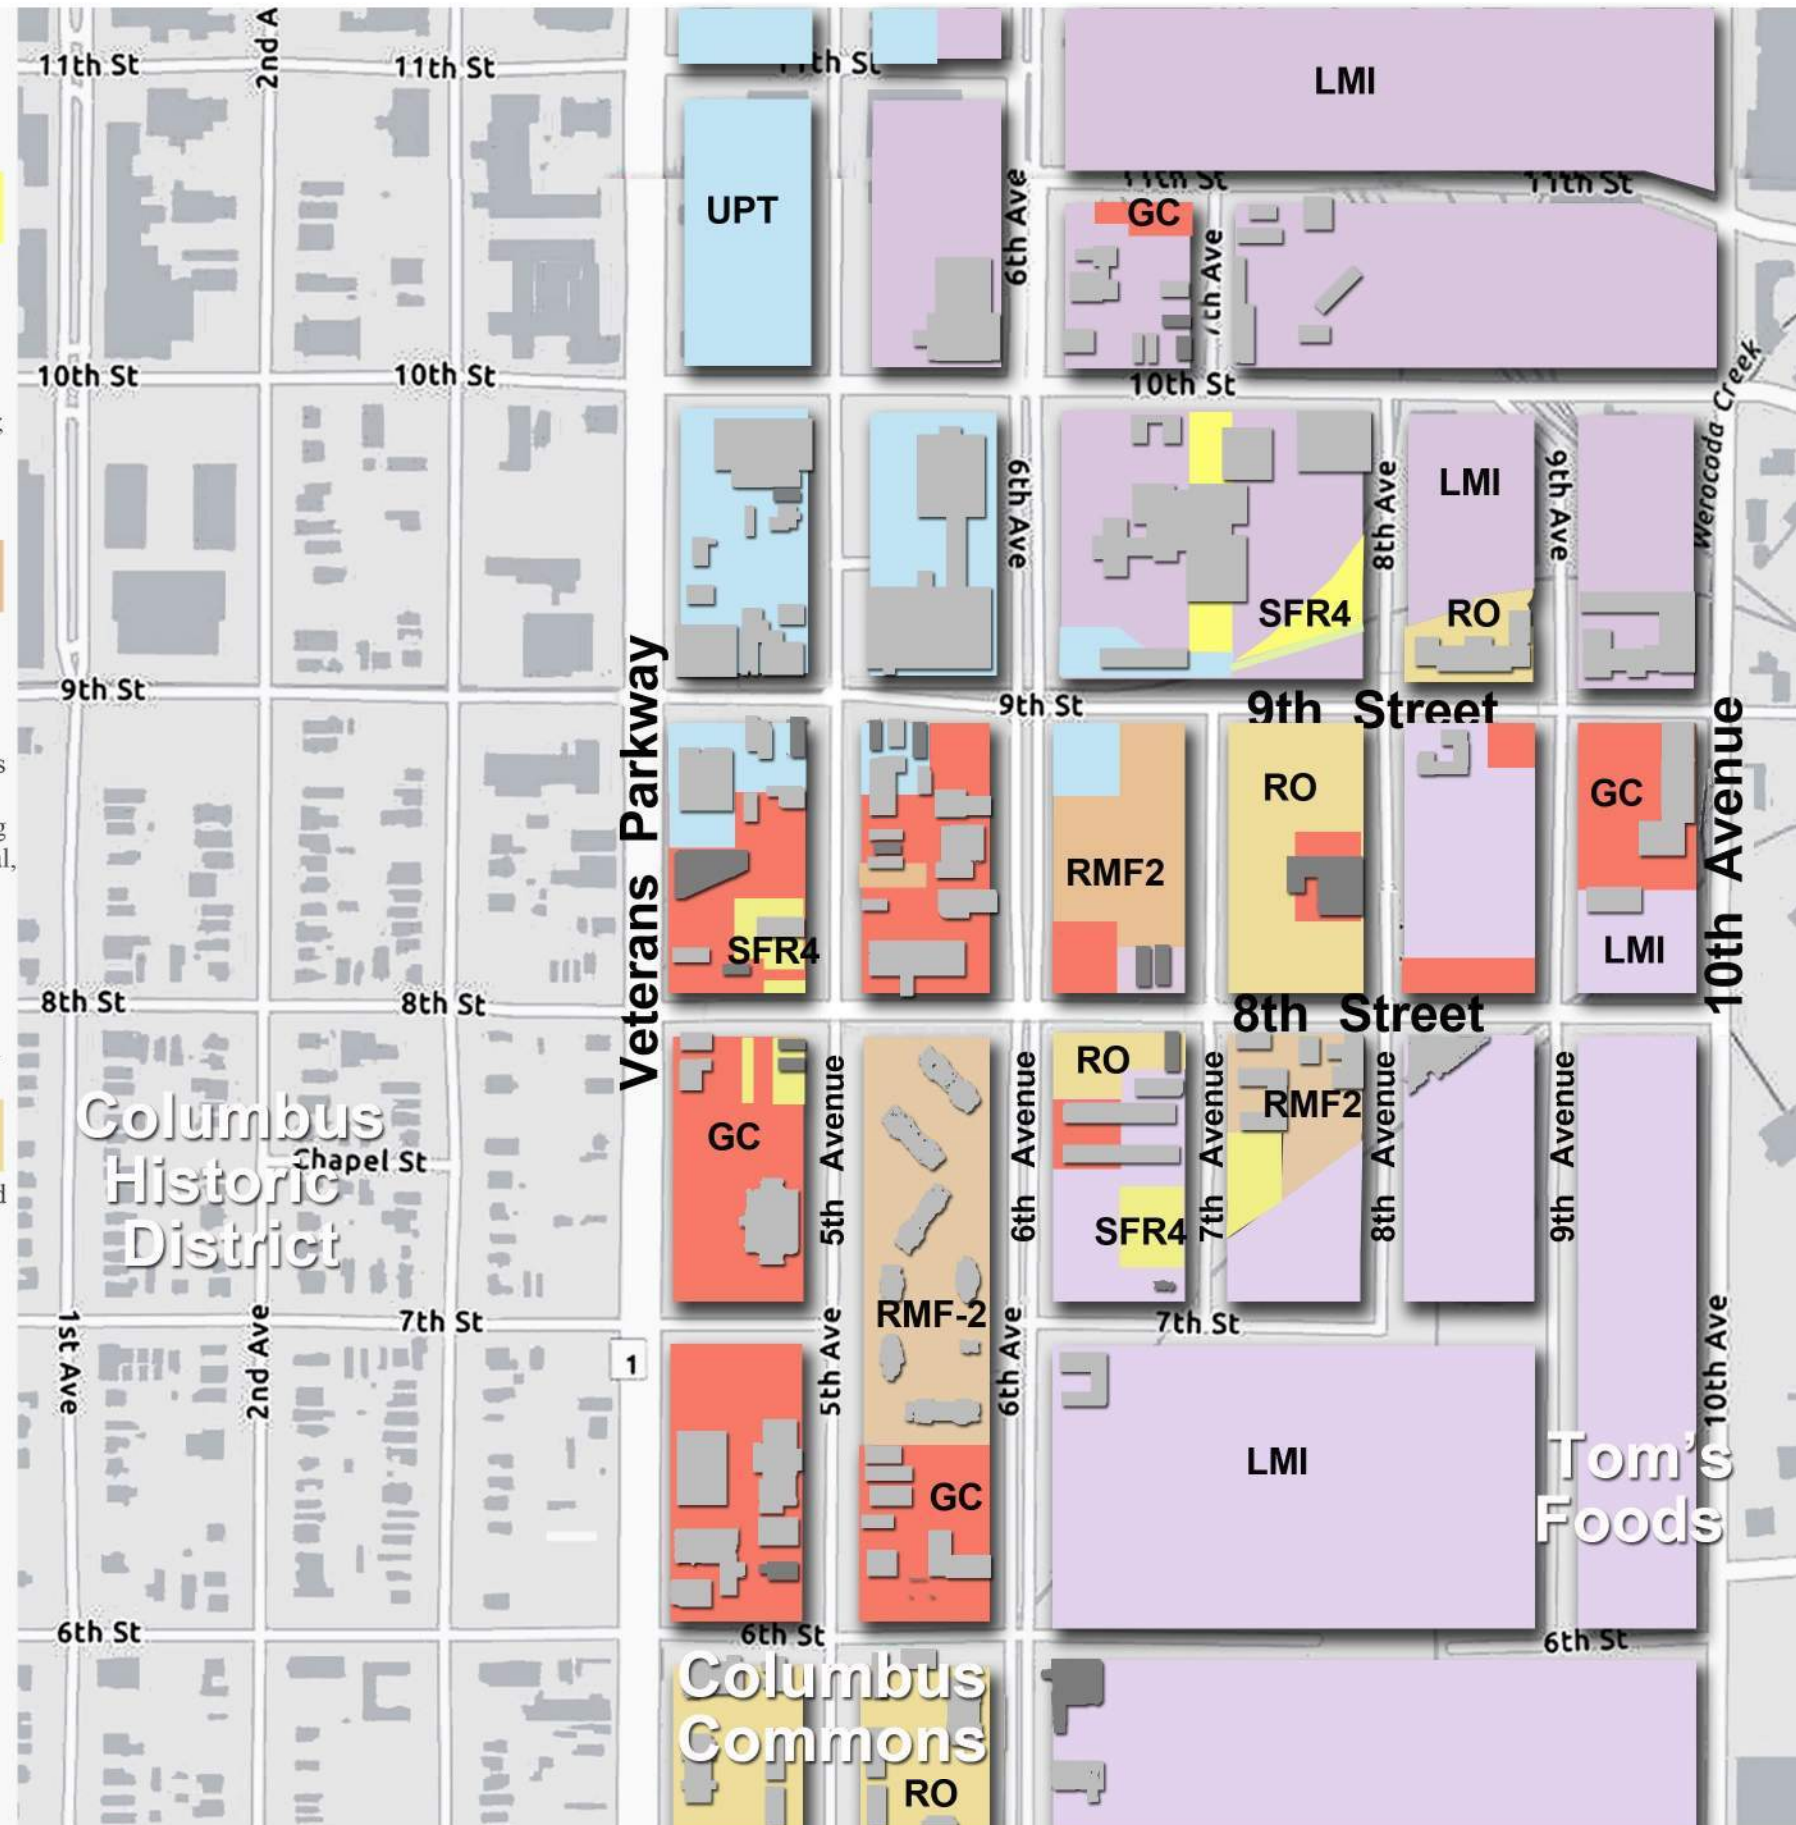 2nd A
11th St
11th St
11th St
LMI
UPT
6th Ave
11th St
GC
11th St
7th Ave
10th St
10th St
10th St
Werocoda Creek
6th Ave
8th Ave
LMI
9th Ave
SFR4
RO
9th St
9th St
9th Street
Veterans Parkway
RMF2
RO
GC
LMI
10th Avenue
SFR4
8th St
8th St
8th Street
Columbus
Historic
District
Chapel St
GC
5th Avenue
6th Avenue
RO
SFR4
7th Avenue
RMF2
8th Avenue
9th Avenue
RMF-2
1st Ave
2nd Ave
7th St
1
5th Ave
6th Ave
7th St
10th Ave
LMI
Tom's
Foods
GC
6th St
6th St
6th St
Columbus
Commons
RO